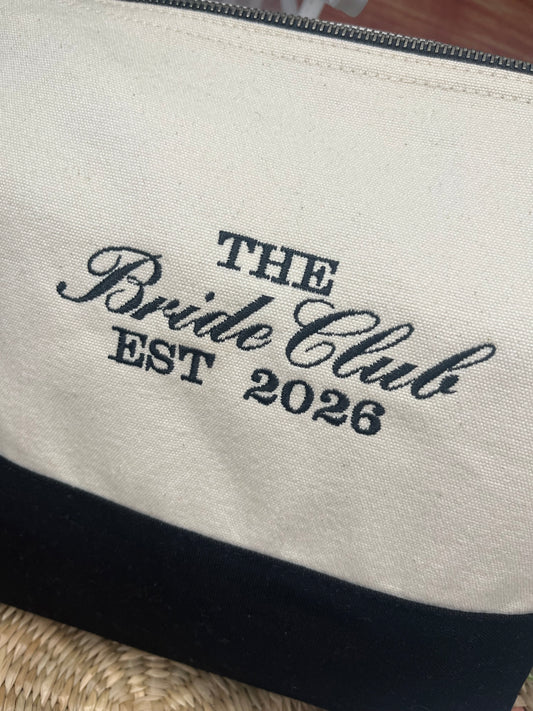 THE
Bride Club
EST 2026